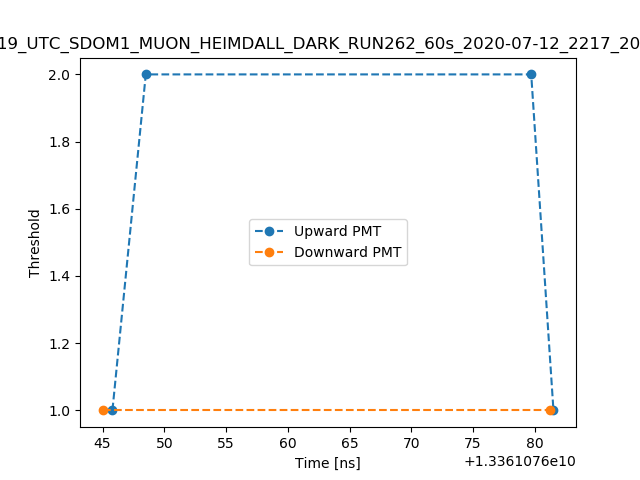 19_UTC_SDOM1_MUON_HEIMDALL_DARK_RUN262_60s_2020-07-12_2217_20
2.0
1.8
1.6
1.4
1.2
1.0
Threshold
Upward PMT
Downward PMT
45 50 55 60 65 70 75 80
Time [ns]
+1.3361076e10